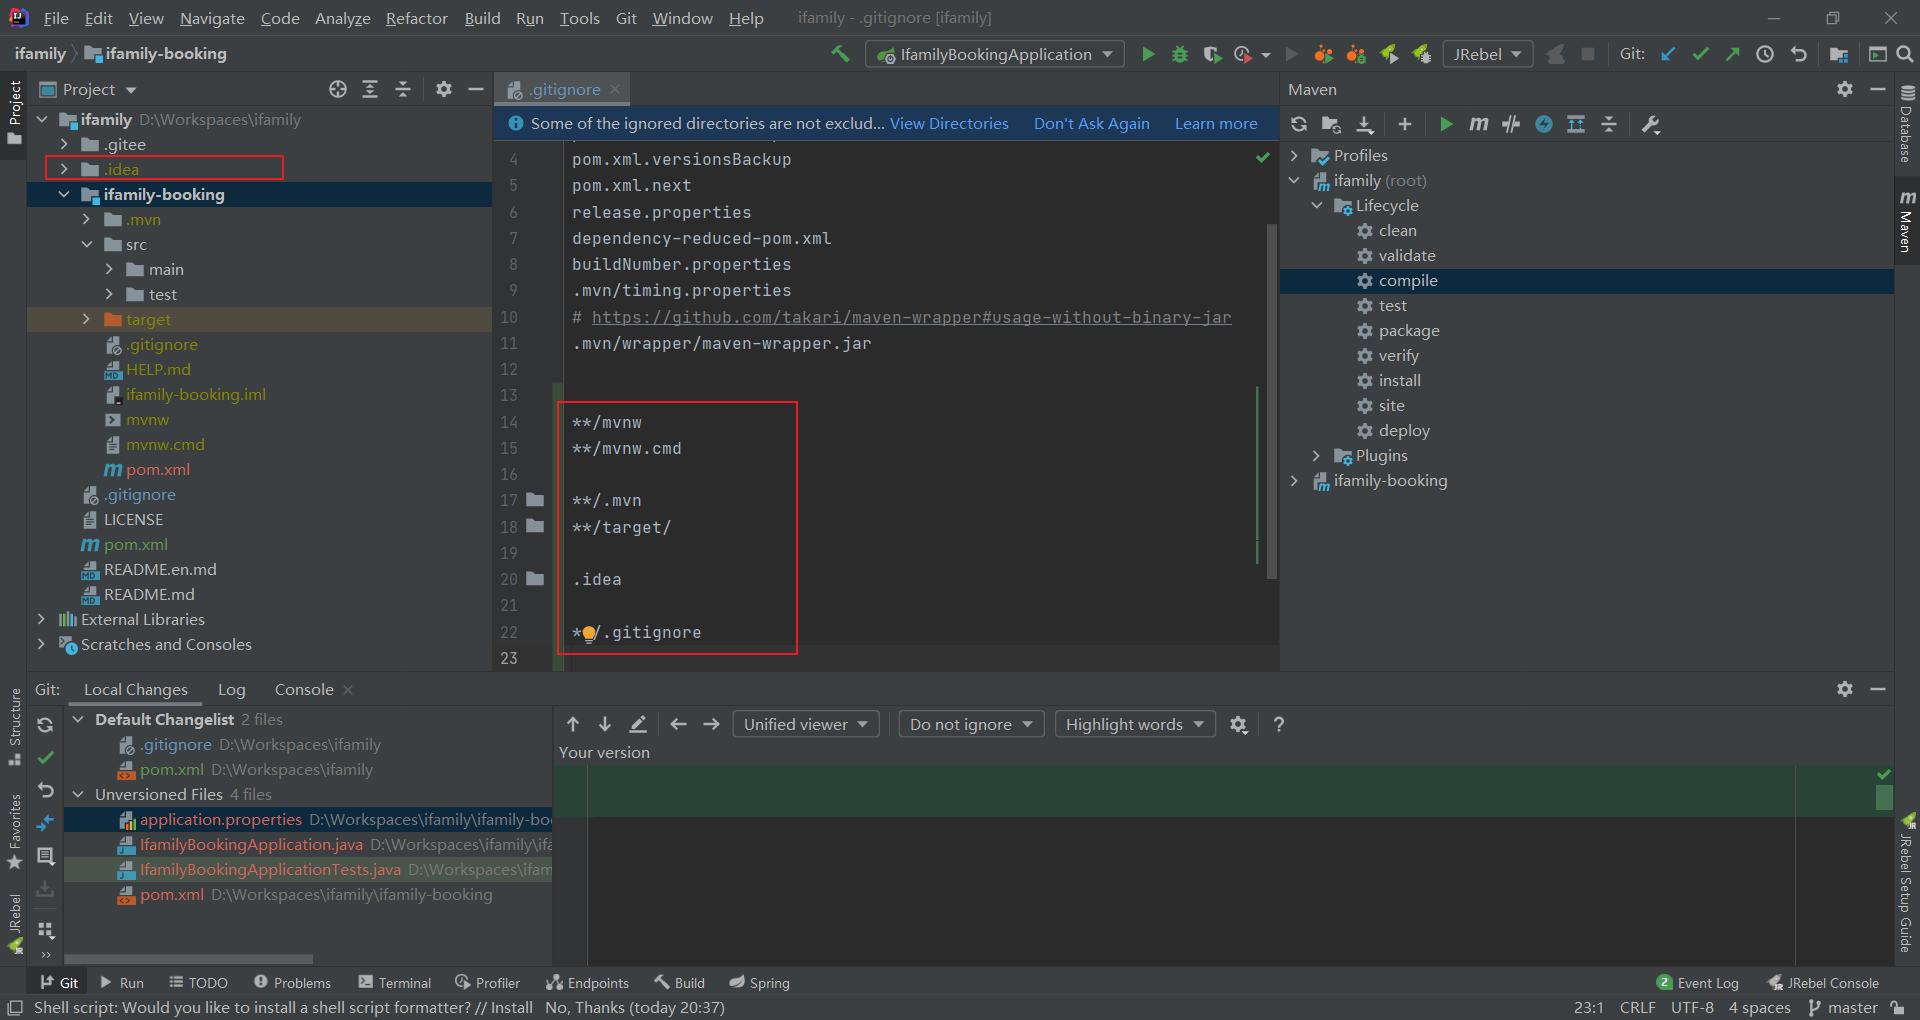 File Edit View Navigate Code Analyze Refactor Build Run Tools Git Window Help ifamily - .gitignore [ifamily]
ifamily ifamily-booking IfamilyBookingApplication JRebel Git:
Project
.gitignore
Maven
Some of the ignored directories are not exclud... View Directories Don't Ask Again Learn more
ifamily D:\Workspaces\ifamily
.gitee
.idea
ifamily-booking
.mvn
src
main
test
target
.gitignore
HELP.md
ifamily-booking.iml
mvnw
mvnw.cmd
pom.xml
.gitignore
LICENSE
pom.xml
README.en.md
README.md
External Libraries
Scratches and Consoles
4 pom.xml.versionsBackup
5 pom.xml.next
6 release.properties
7 dependency-reduced-pom.xml
8 buildNumber.properties
9 .mvn/timing.properties
10 # https://github.com/takari/maven-wrapper#usage-without-binary-jar
11 .mvn/wrapper/maven-wrapper.jar
12
13
14 **/mvnw
15 **/mvnw.cmd
16
17 **/.mvn
18 **/target/
19
20 .idea
21
22 * /.gitignore
23
Profiles
ifamily (root)
Lifecycle
clean
validate
compile
test
package
verify
install
site
deploy
Plugins
ifamily-booking
Project
Structure
Favorites
JRebel
Database
Maven
JRebel Setup Guide
Git: Local Changes Log Console
Default Changelist 2 files
.gitignore D:\Workspaces\ifamily
pom.xml D:\Workspaces\ifamily
Unversioned Files 4 files
application.properties D:\Workspaces\ifamily\ifamily-bo
IfamilyBookingApplication.java D:\Workspaces\ifamily\ifa
IfamilyBookingApplicationTests.java D:\Workspaces\ifam
pom.xml D:\Workspaces\ifamily\ifamily-booking
Unified viewer Do not ignore Highlight words ?
Your version
Git Run TODO Problems Terminal Profiler Endpoints Build Spring 2 Event Log JRebel Console
Shell script: Would you like to install a shell script formatter? // Install No, Thanks (today 20:37) 23:1 CRLF UTF-8 4 spaces master